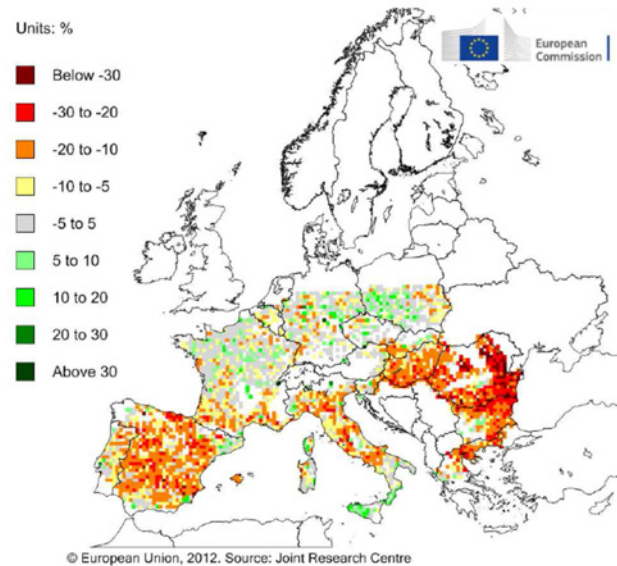 Units: %
Below -30
-30 to -20
-20 to -10
-10 to -5
-5 to 5
5 to 10
10 to 20
20 to 30
Above 30
European
Commission
© European Union, 2012. Source: Joint Research Centre